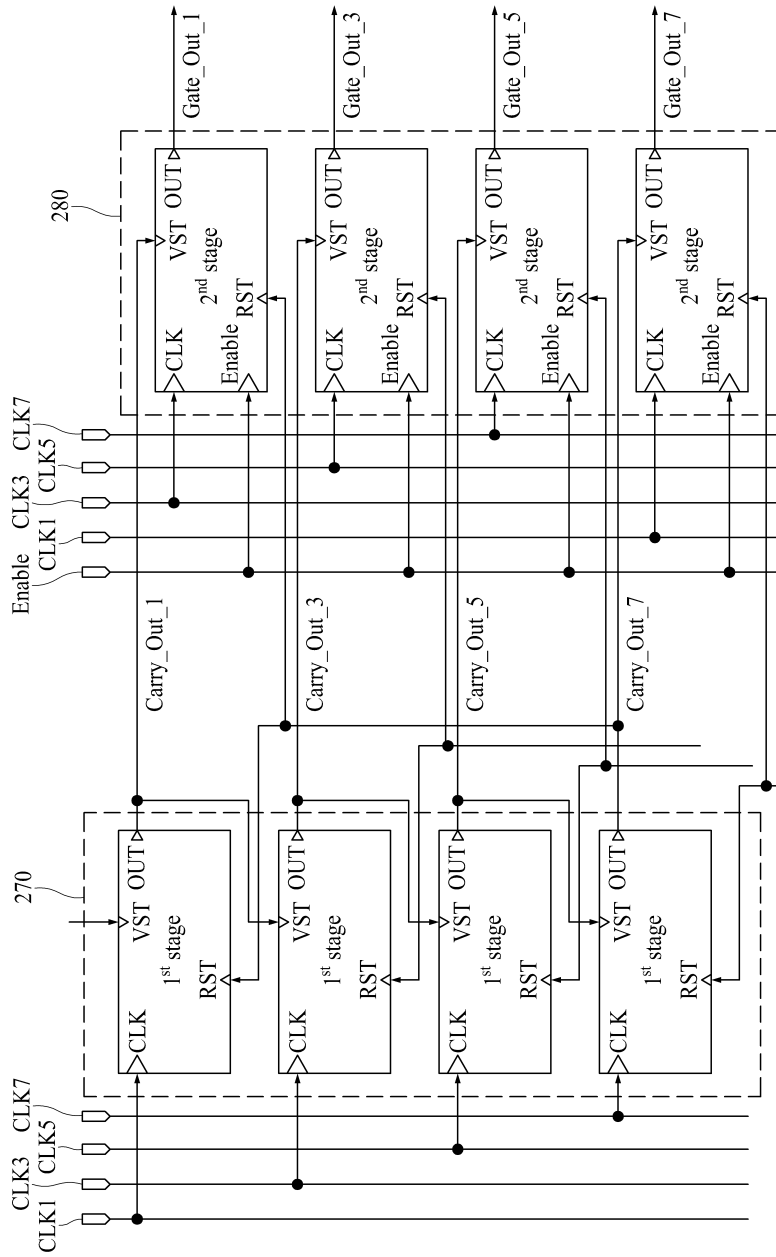 CLK1
CLK3
CLK5
CLK7
270
CLK
VST
OUT
1st stage
RST
CLK
VST
OUT
1st stage
RST
CLK
VST
OUT
1st stage
RST
CLK
VST
OUT
1st stage
RST
Carry_Out_1
Carry_Out_3
Carry_Out_5
Carry_Out_7
Enable
CLK1
CLK3
CLK5
CLK7
280
CLK
VST
OUT
2nd stage
Enable
RST
Gate_Out_1
CLK
VST
OUT
2nd stage
Enable
RST
Gate_Out_3
CLK
VST
OUT
2nd stage
Enable
RST
Gate_Out_5
CLK
VST
OUT
2nd stage
Enable
RST
Gate_Out_7